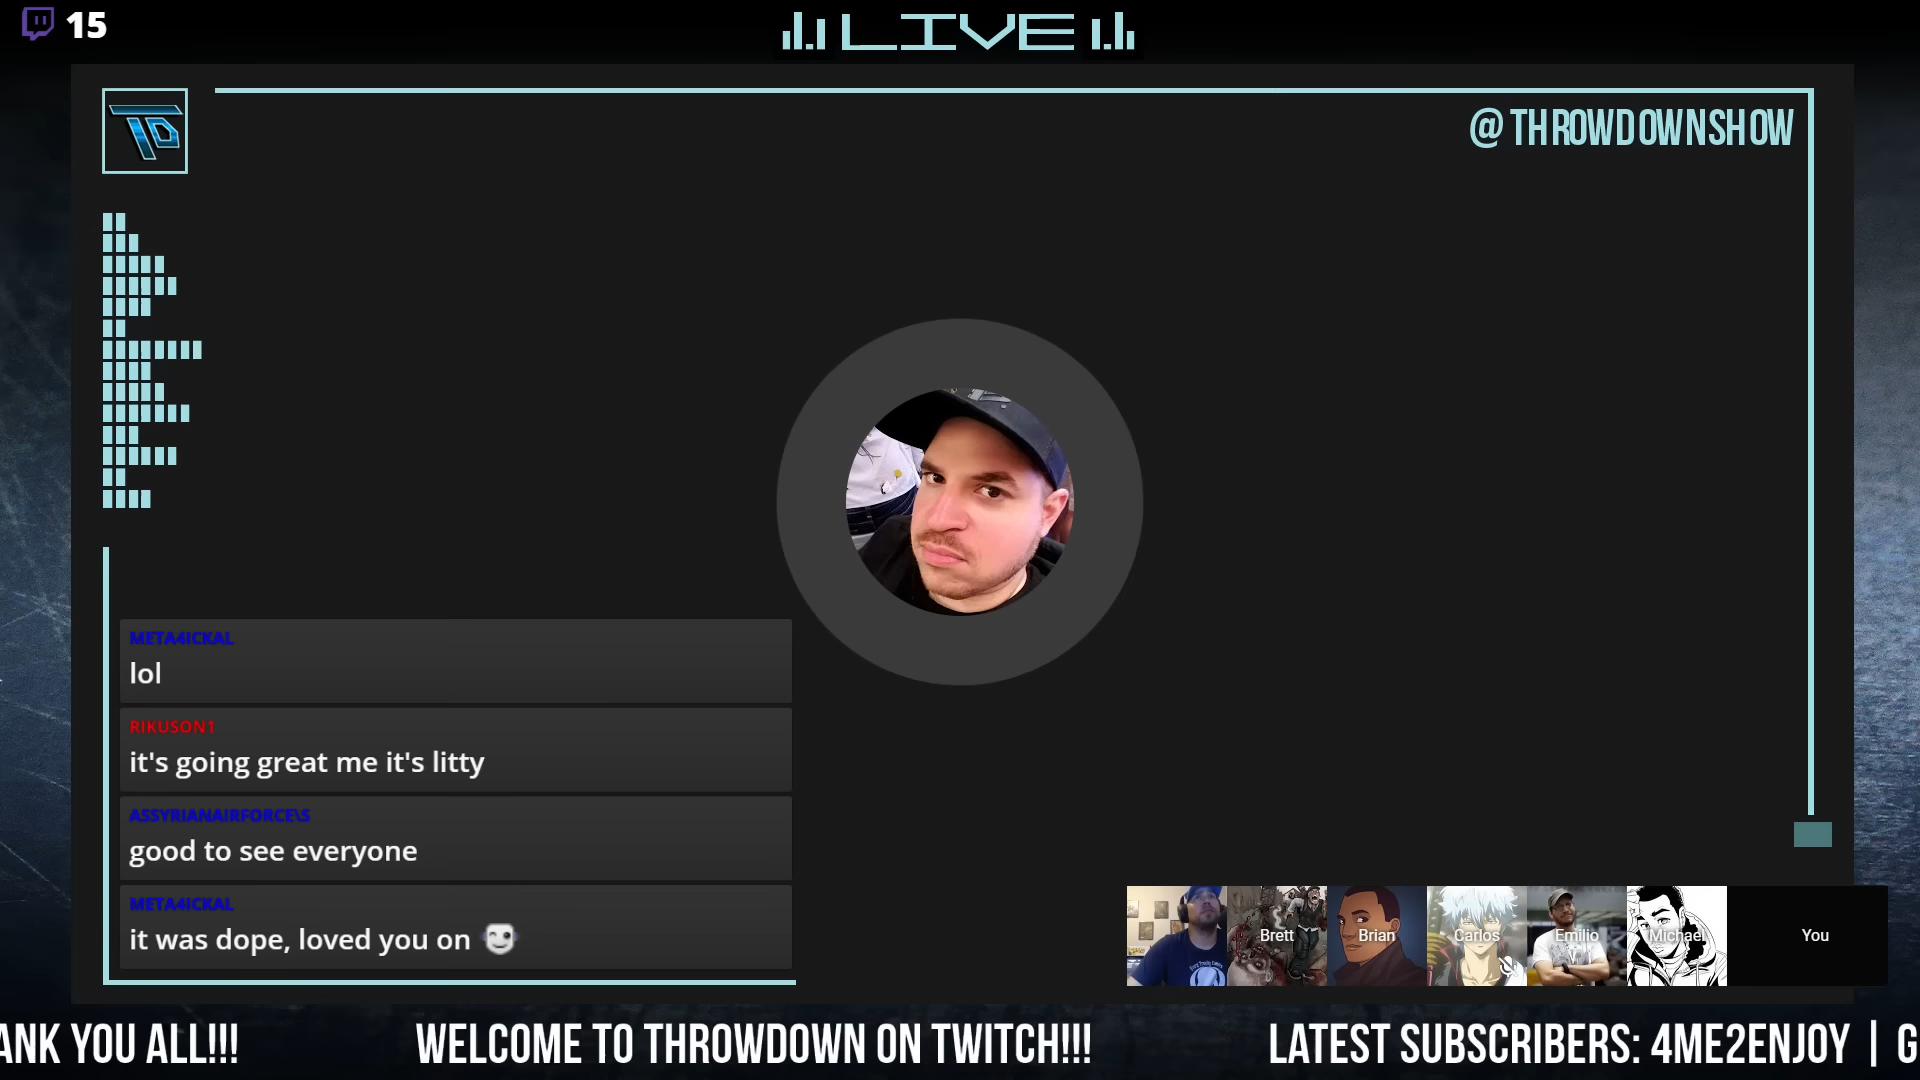 15
LIVE
TD
@THROWDOWNSHOW
META4ICKAL
lol
RIKUSON1
it's going great me it's litty
ASSYRIANAIRFORCE\S
good to see everyone
META4ICKAL
it was dope, loved you on
Brett
Brian
Carlos
Emilio
Michael
You
ANK YOU ALL!!!
WELCOME TO THROWDOWN ON TWITCH!!!
LATEST SUBSCRIBERS: 4ME2ENJOY | G